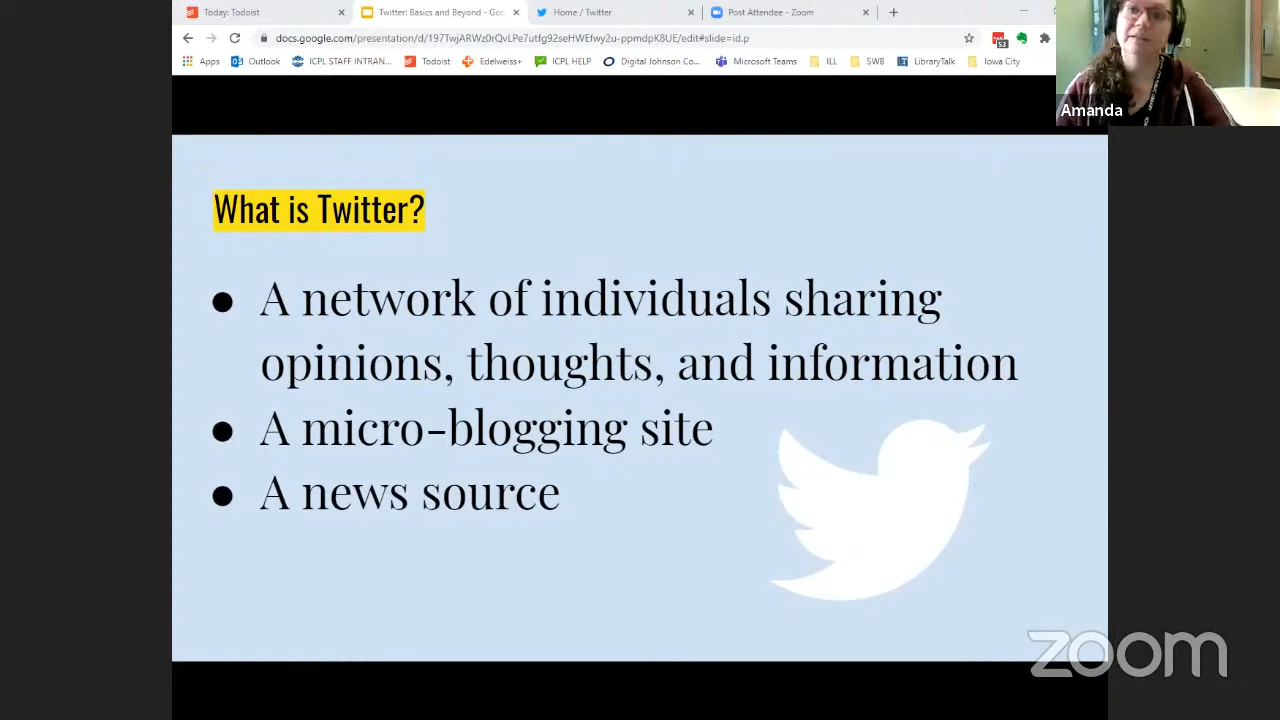 Today: Todoist
Twitter: Basics and Beyond - Goo
Home / Twitter
Post Attendee - Zoom
docs.google.com/presentation/d/197TwjARWz0rQvLPe7utfg92seHWEfwy2u-ppmdpK8UE/edit#slide=id.p
53
Apps
Outlook
ICPL STAFF INTRAN...
Todoist
Edelweiss+
ICPL HELP
Digital Johnson Co...
Microsoft Teams
ILL
SWB
LibraryTalk
Iowa City
Amanda
What is Twitter?
● A network of individuals sharing
opinions, thoughts, and information
● A micro-blogging site
● A news source
zoom